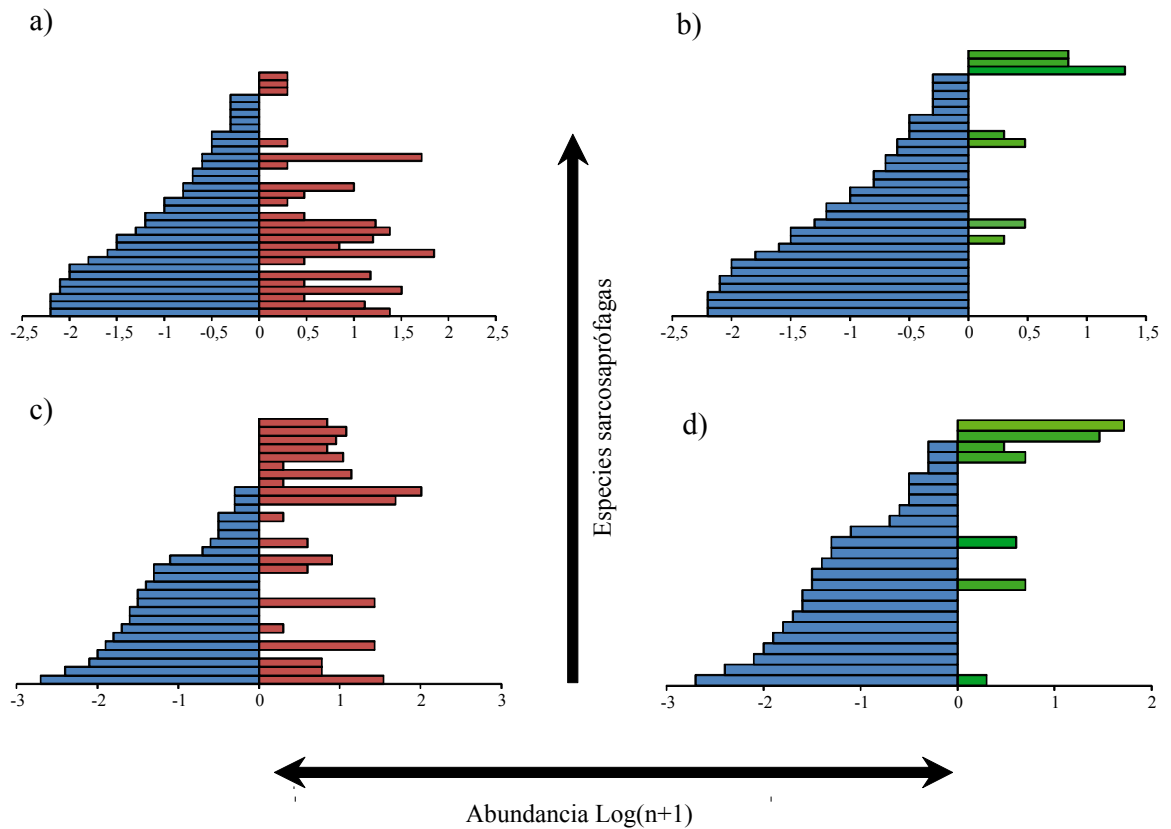 a)
-2,5 -2 -1,5 -1 -0,5 0 0,5 1 1,5 2 2,5
b)
-2,5 -2 -1,5 -1 -0,5 0 0,5 1 1,5
Especies sarcosaprófagas
c)
-3 -2 -1 0 1 2 3
d)
-3 -2 -1 0 1 2
Abundancia Log(n+1)